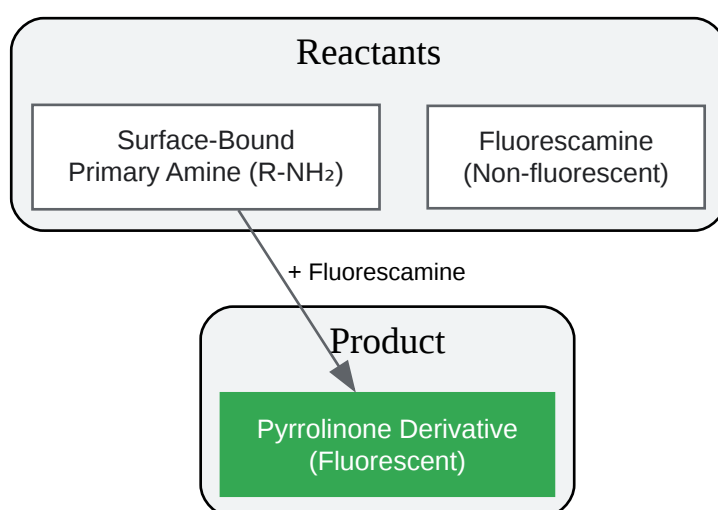 Reactants
Surface-Bound
Primary Amine (R-NH₂)
Fluorescamine
(Non-fluorescent)
+ Fluorescamine
Product
Pyrrolinone Derivative
(Fluorescent)